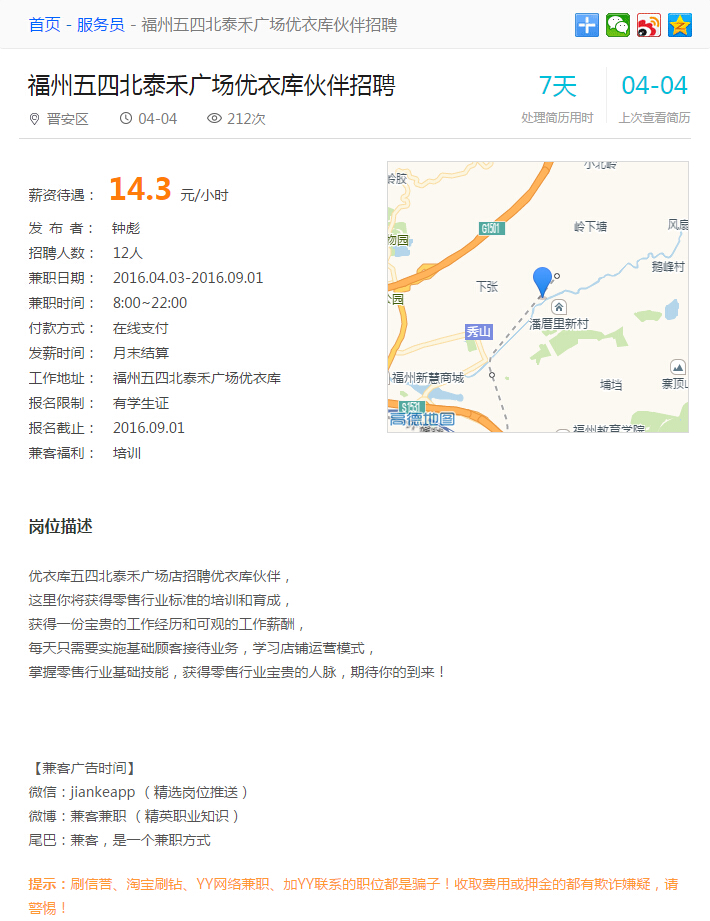 首页 - 服务员 - 福州五四北泰禾广场优衣库伙伴招聘
福州五四北泰禾广场优衣库伙伴招聘
7天
04-04
晋安区
04-04
212次
处理简历用时
上次查看简历
薪资待遇： 14.3 元/小时
发 布 者： 钟彪
招聘人数： 12人
兼职日期： 2016.04.03-2016.09.01
兼职时间： 8:00~22:00
付款方式： 在线支付
发薪时间： 月末结算
工作地址： 福州五四北泰禾广场优衣库
报名限制： 有学生证
报名截止： 2016.09.01
兼客福利： 培训
小北岭
岭胶
G1501
岭下塘
风扇
物园
鹅峰村
下张
公园
潘厝里新村
秀山
福州新慧商城
埔垱
寨顶山
高德地图
福州教育学院
岗位描述
优衣库五四北泰禾广场店招聘优衣库伙伴，
这里你将获得零售行业标准的培训和育成，
获得一份宝贵的工作经历和可观的工作薪酬，
每天只需要实施基础顾客接待业务，学习店铺运营模式，
掌握零售行业基础技能，获得零售行业宝贵的人脉，期待你的到来！
【兼客广告时间】
微信：jiankeapp （ 精选岗位推送 ）
微博：兼客兼职 （ 精英职业知识 ）
尾巴：兼客，是一个兼职方式
提示：刷信誉、淘宝刷钻、YY网络兼职、加YY联系的职位都是骗子！收取费用或押金的都有欺诈嫌疑，请
警惕！